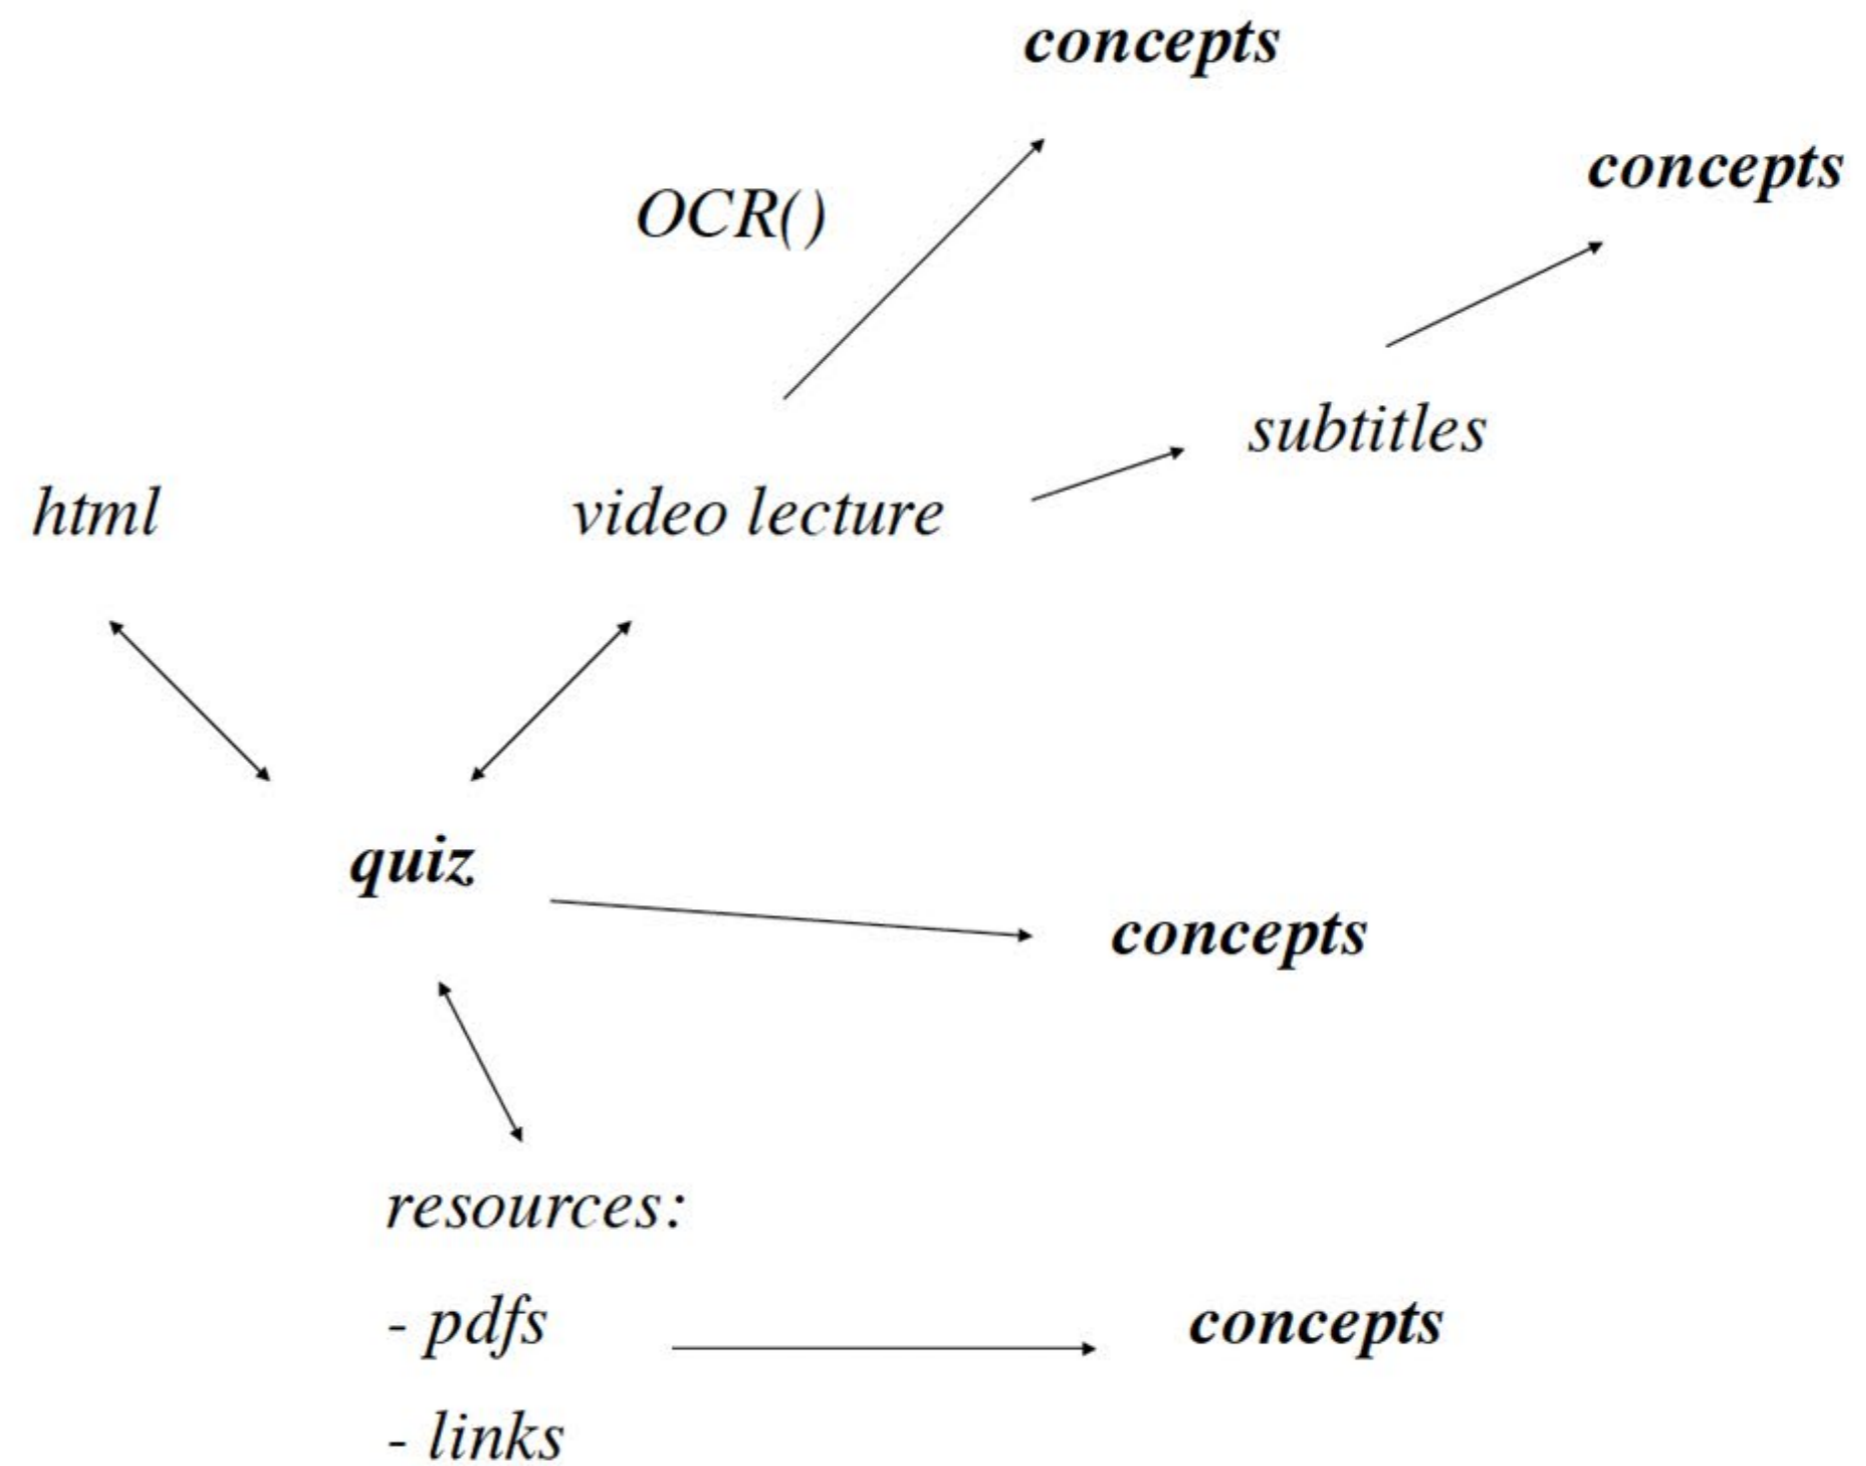 concepts
concepts
OCR()
subtitles
html
video lecture
quiz
concepts
resources:
- pdfs
concepts
- links